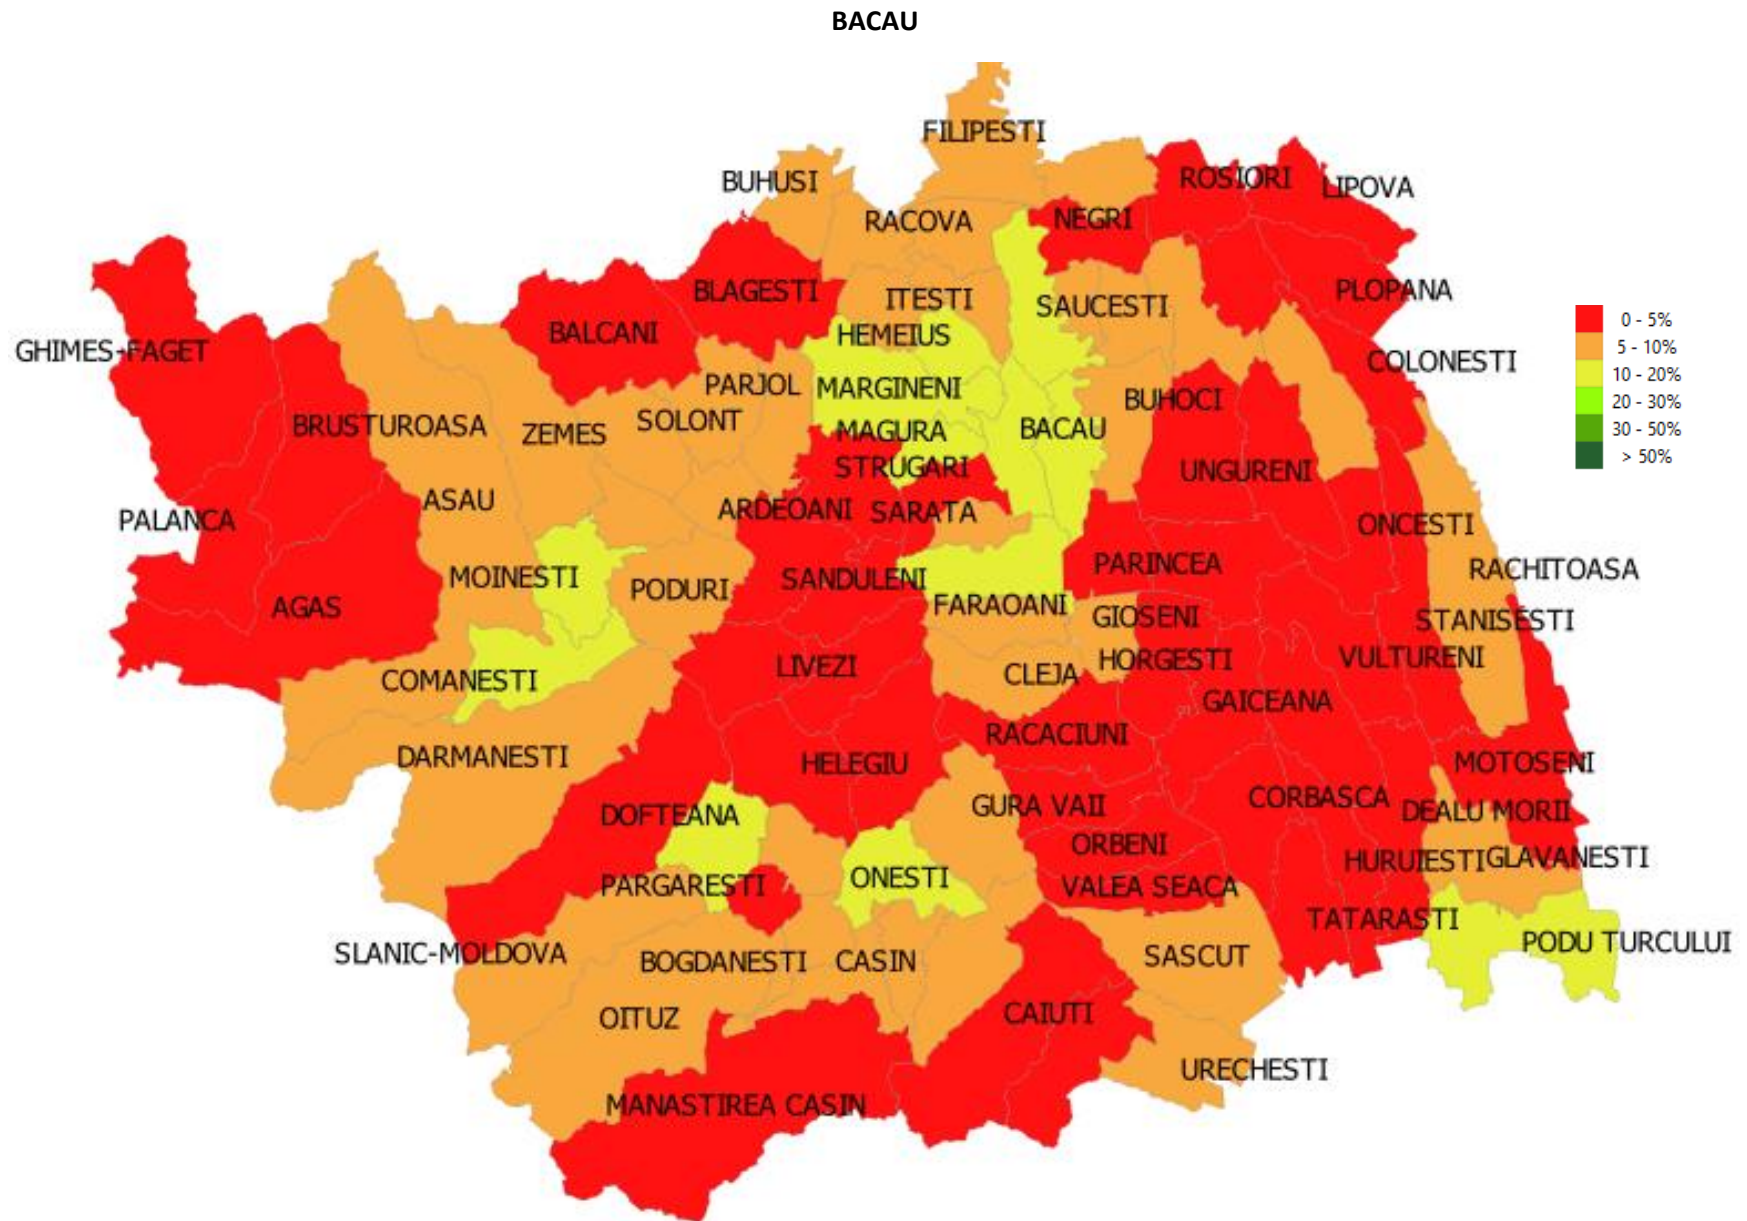 BACAU
FILIPESTI
BUHUSI
ROSIORI
LIPOVA
RACOVA
NEGRI
BLAGESTI
ITESTI
SAUCESTI
PLOPANA
BALCANI
HEMEIUS
GHIMES-FAGET
COLONESTI
PARJOL
MARGINENI
BUHOCI
BRUSTUROASA
ZEMES
SOLONT
MAGURA
BACAU
STRUGARI
UNGURENI
ASAU
ARDEOANI
SARATA
PALANCA
ONCESTI
MOINESTI
PODURI
SANDULENI
PARINCEA
RACHITOASA
AGAS
FARAOANI
GIOSENI
STANISESTI
COMANESTI
LIVEZI
CLEJA
HORGESTI
VULTURENI
GAICEANA
DARMANESTI
HELEGIU
RACACIUNI
MOTOSENI
DOFTEANA
GURA VAII
CORBASCA
DEALU MORII
ORBENI
PARGARESTI
ONESTI
VALEA SEACA
HURUIESTI
GLAVANESTI
TATARASTI
SLANIC-MOLDOVA
BOGDANESTI
CASIN
SASCUT
PODU TURCULUI
OITUZ
CAIUTI
URECHESTI
MANASTIREA CASIN
0 - 5%
5 - 10%
10 - 20%
20 - 30%
30 - 50%
> 50%